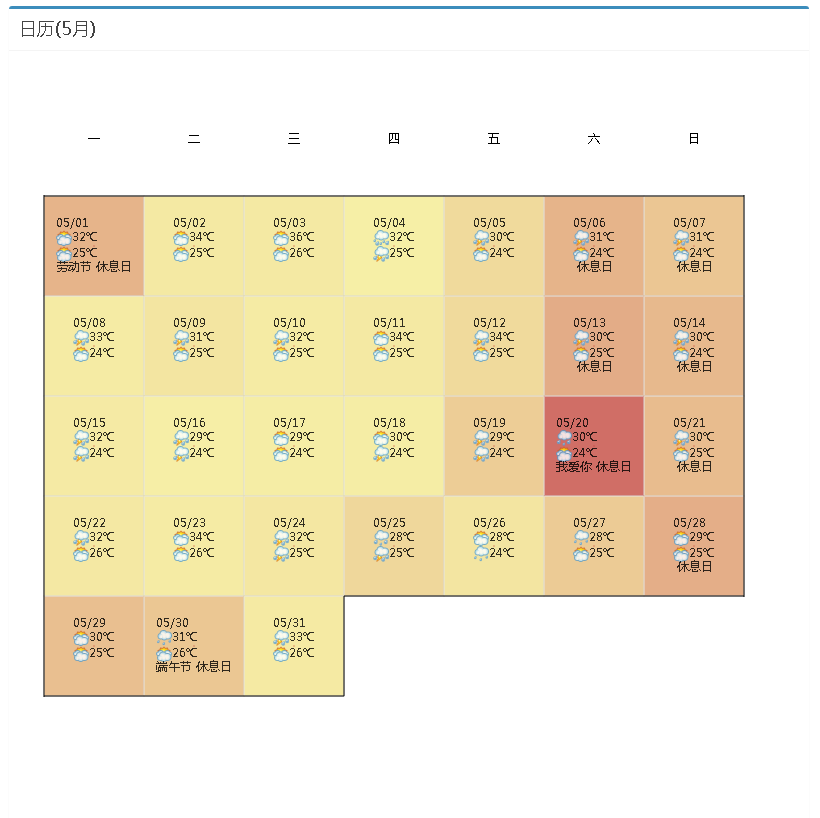 日历(5月)
一 二 三 四 五 六 日
05/01 05/02 05/03 05/04 05/05 05/06 05/07
32℃ 34℃ 36℃ 32℃ 30℃ 31℃ 31℃
25℃ 25℃ 26℃ 25℃ 24℃ 24℃ 24℃
劳动节 休息日 休息日 休息日
05/08 05/09 05/10 05/11 05/12 05/13 05/14
33℃ 31℃ 32℃ 34℃ 34℃ 30℃ 30℃
24℃ 25℃ 25℃ 25℃ 25℃ 25℃ 24℃
休息日 休息日
05/15 05/16 05/17 05/18 05/19 05/20 05/21
32℃ 29℃ 29℃ 30℃ 29℃ 30℃ 30℃
24℃ 24℃ 24℃ 24℃ 24℃ 24℃ 25℃
我爱你 休息日 休息日
05/22 05/23 05/24 05/25 05/26 05/27 05/28
32℃ 34℃ 32℃ 28℃ 28℃ 28℃ 29℃
26℃ 26℃ 25℃ 25℃ 24℃ 25℃ 25℃
休息日
05/29 05/30 05/31
30℃ 31℃ 33℃
25℃ 26℃ 26℃
端午节 休息日